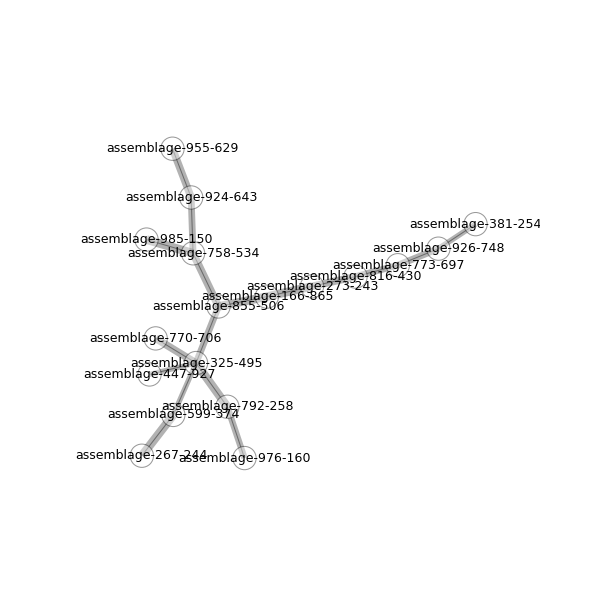 assemblage-955-629
assemblage-924-643
assemblage-381-254
assemblage-985-150
assemblage-926-748
assemblage-758-534
assemblage-773-697
assemblage-816-430
assemblage-273-243
assemblage-166-865
assemblage-855-506
assemblage-770-706
assemblage-325-495
assemblage-447-927
assemblage-792-258
assemblage-599-374
assemblage-267-244
assemblage-976-160